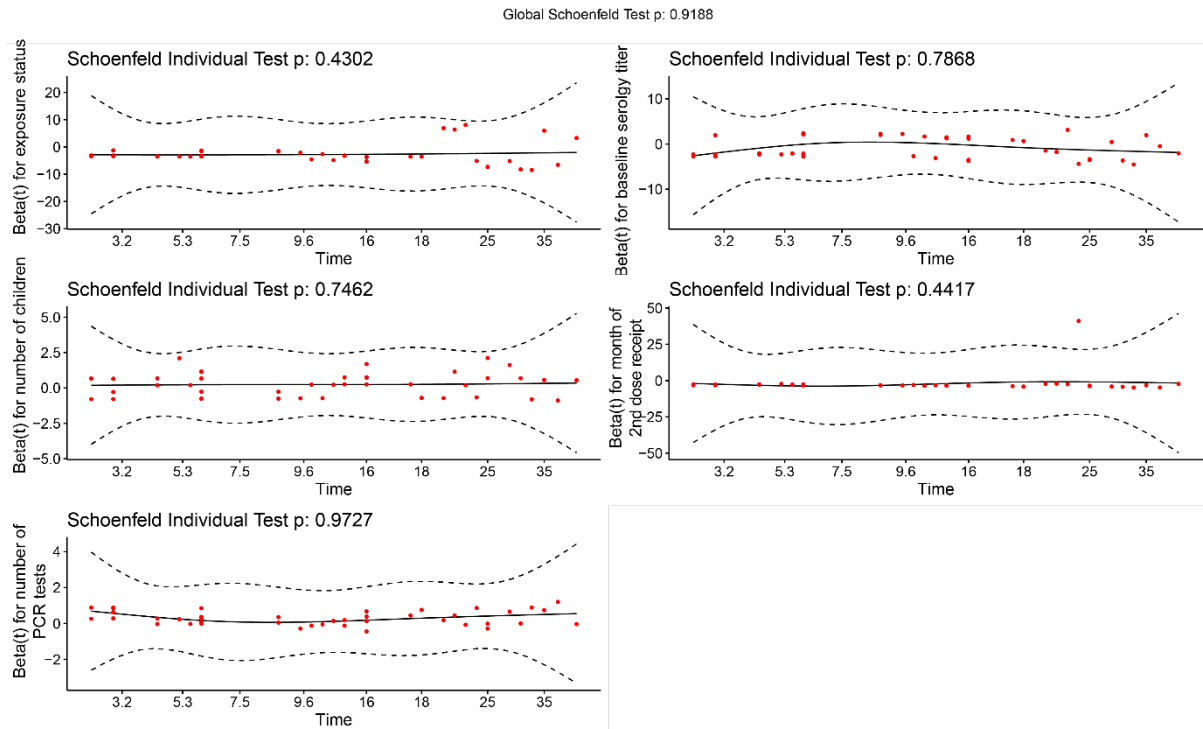 Global Schoenfeld Test p: 0.9188
Schoenfeld Individual Test p: 0.4302
Beta(t) for exposure status
20
10
0
−10
−20
−30
3.2 5.3 7.5 9.6 16 18 25 35
Time
Schoenfeld Individual Test p: 0.7868
Beta(t) for baseline serolgy titer
10
0
−10
3.2 5.3 7.5 9.6 16 18 25 35
Time
Schoenfeld Individual Test p: 0.7462
Beta(t) for number of children
5.0
2.5
0.0
−2.5
−5.0
3.2 5.3 7.5 9.6 16 18 25 35
Time
Schoenfeld Individual Test p: 0.4417
Beta(t) for month of
2nd dose receipt
50
25
0
−25
−50
3.2 5.3 7.5 9.6 16 18 25 35
Time
Schoenfeld Individual Test p: 0.9727
Beta(t) for number of
PCR tests
4
2
0
−2
3.2 5.3 7.5 9.6 16 18 25 35
Time